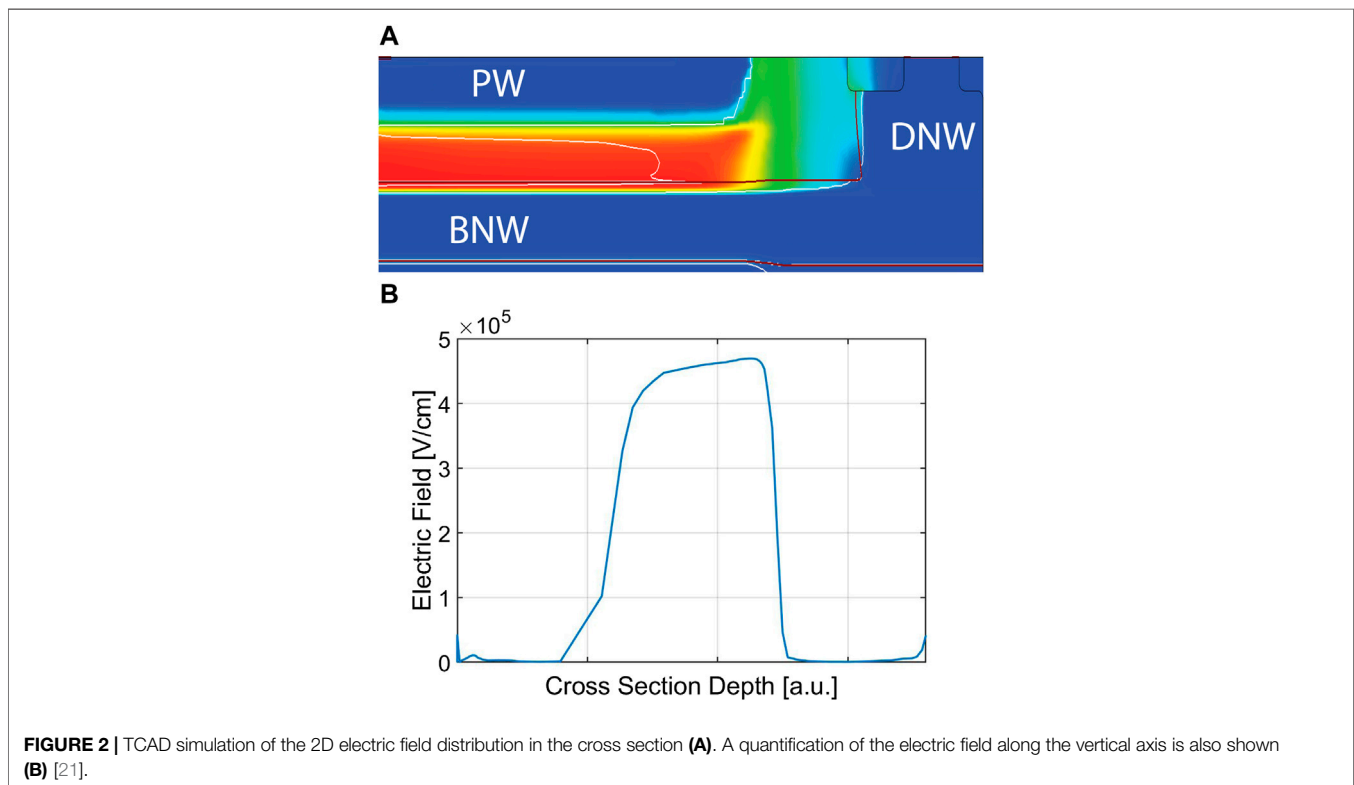 A
PW
DNW
BNW
B
×10⁵
5
4
3
2
1
0
Electric Field [V/cm]
Cross Section Depth [a.u.]
FIGURE 2 | TCAD simulation of the 2D electric field distribution in the cross section (A). A quantification of the electric field along the vertical axis is also shown
(B) [21].